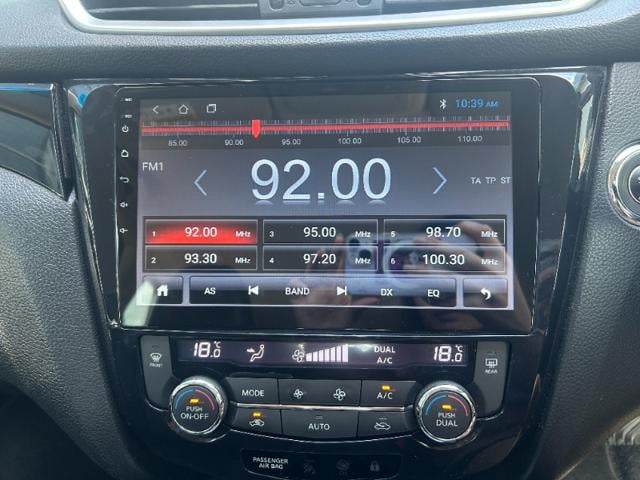 10:39 AM
85.00 90.00 95.00 100.00 105.00 110.00
FM1
92.00
TA TP ST
1 92.00 MHz 3 95.00 MHz 5 98.70 MHz
2 93.30 MHz 4 97.20 MHz 6 100.30 MHz
AS BAND DX EQ
18.0°C DUAL A/C 18.0°C
FRONT
REAR
PUSH ON·OFF
MODE
A/C
AUTO
PUSH DUAL
PASSENGER AIR BAG